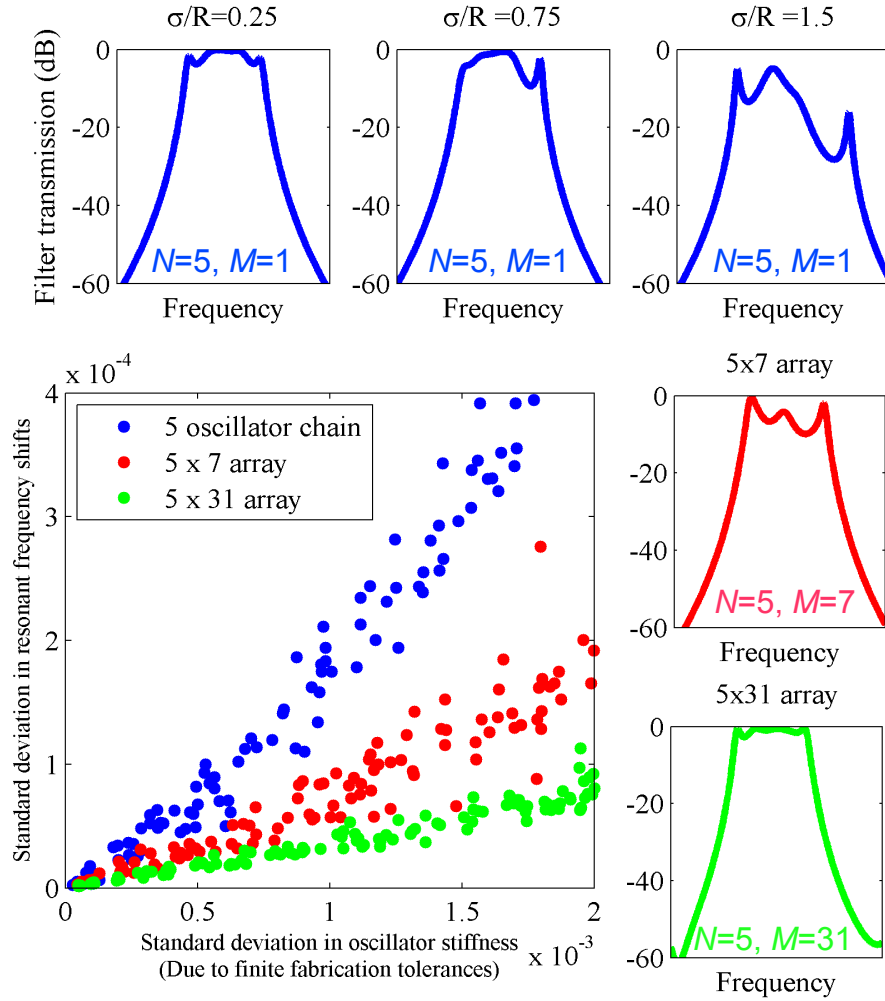 σ/R=0.25
σ/R =0.75
σ/R =1.5
Filter transmission (dB)
0
-20
-40
-60
N=5, M=1
Frequency
0
-20
-40
-60
N=5, M=1
Frequency
0
-20
-40
-60
N=5, M=1
Frequency
x 10⁻⁴
4
3
2
1
0
Standard deviation in resonant frequency shifts
5 oscillator chain
5 x 7 array
5 x 31 array
0
0.5
1
1.5
2
x 10⁻³
Standard deviation in oscillator stiffness
(Due to finite fabrication tolerances)
5x7 array
0
-20
-40
-60
N=5, M=7
Frequency
5x31 array
0
-20
-40
-60
N=5, M=31
Frequency